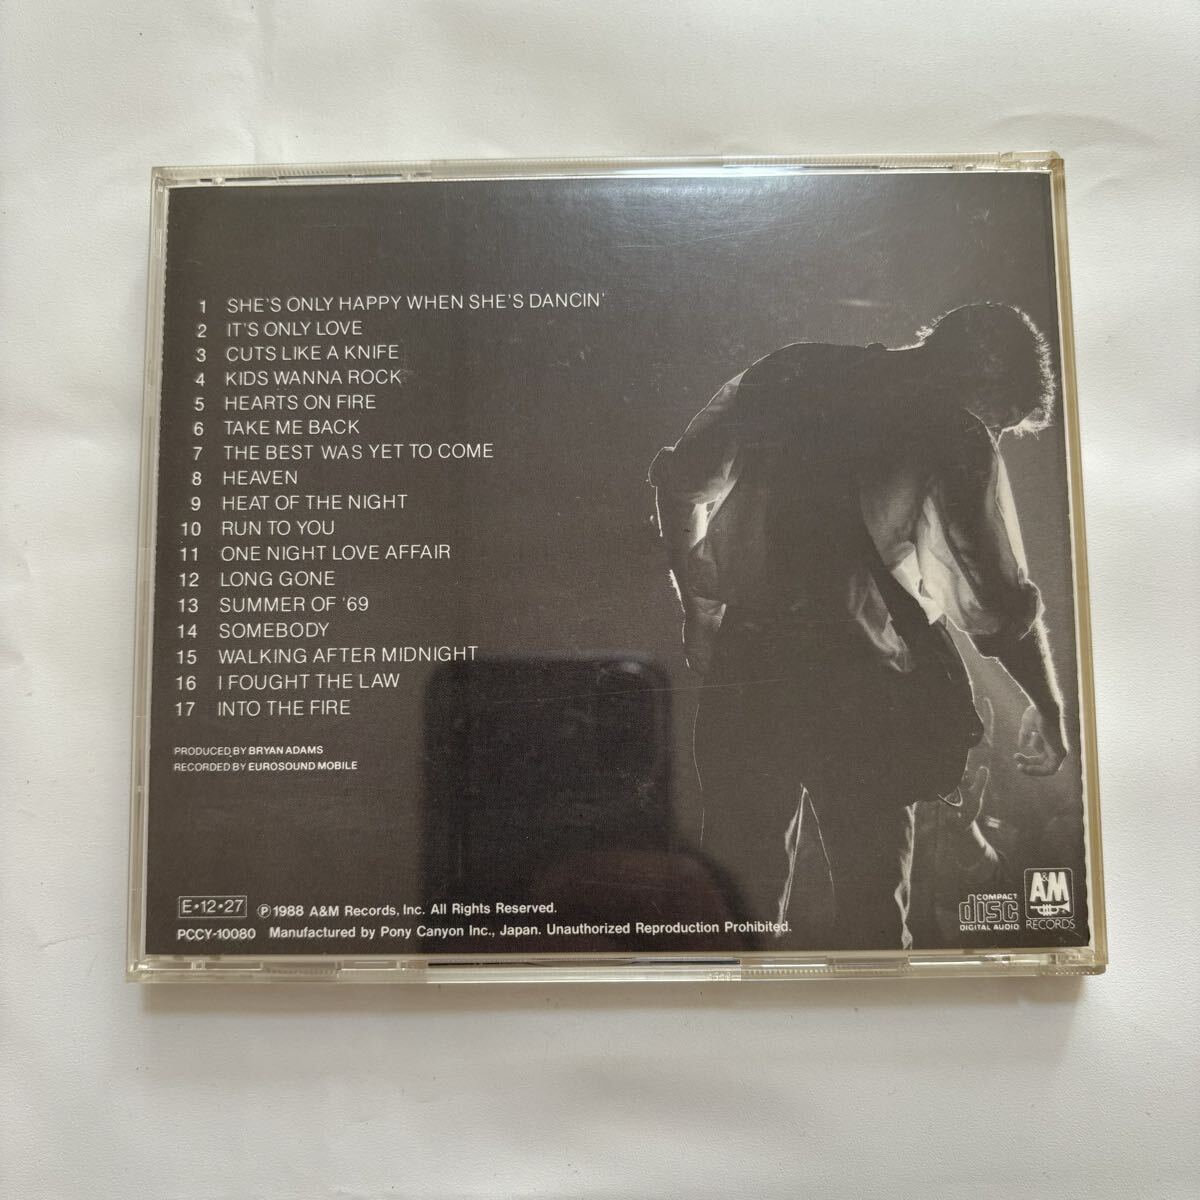 1 SHE'S ONLY HAPPY WHEN SHE'S DANCIN'
2 IT'S ONLY LOVE
3 CUTS LIKE A KNIFE
4 KIDS WANNA ROCK
5 HEARTS ON FIRE
6 TAKE ME BACK
7 THE BEST WAS YET TO COME
8 HEAVEN
9 HEAT OF THE NIGHT
10 RUN TO YOU
11 ONE NIGHT LOVE AFFAIR
12 LONG GONE
13 SUMMER OF '69
14 SOMEBODY
15 WALKING AFTER MIDNIGHT
16 I FOUGHT THE LAW
17 INTO THE FIRE
PRODUCED BY BRYAN ADAMS
RECORDED BY EUROSOUND MOBILE
E•12•27 ℗1988 A&M Records, Inc. All Rights Reserved.
PCCY-10080 Manufactured by Pony Canyon Inc., Japan. Unauthorized Reproduction Prohibited.
COMPACT
disc
DIGITAL AUDIO
A&M
RECORDS